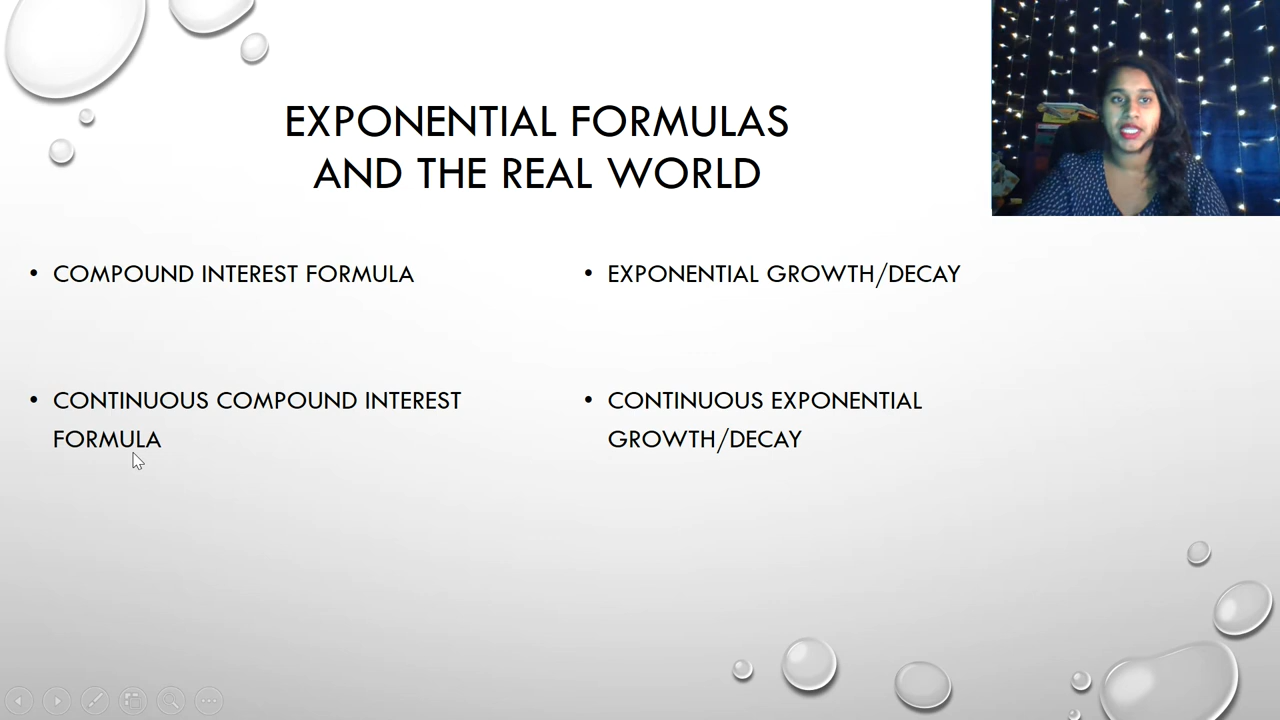 EXPONENTIAL FORMULAS
AND THE REAL WORLD
• COMPOUND INTEREST FORMULA
• CONTINUOUS COMPOUND INTEREST
FORMULA
• EXPONENTIAL GROWTH/DECAY
• CONTINUOUS EXPONENTIAL
GROWTH/DECAY